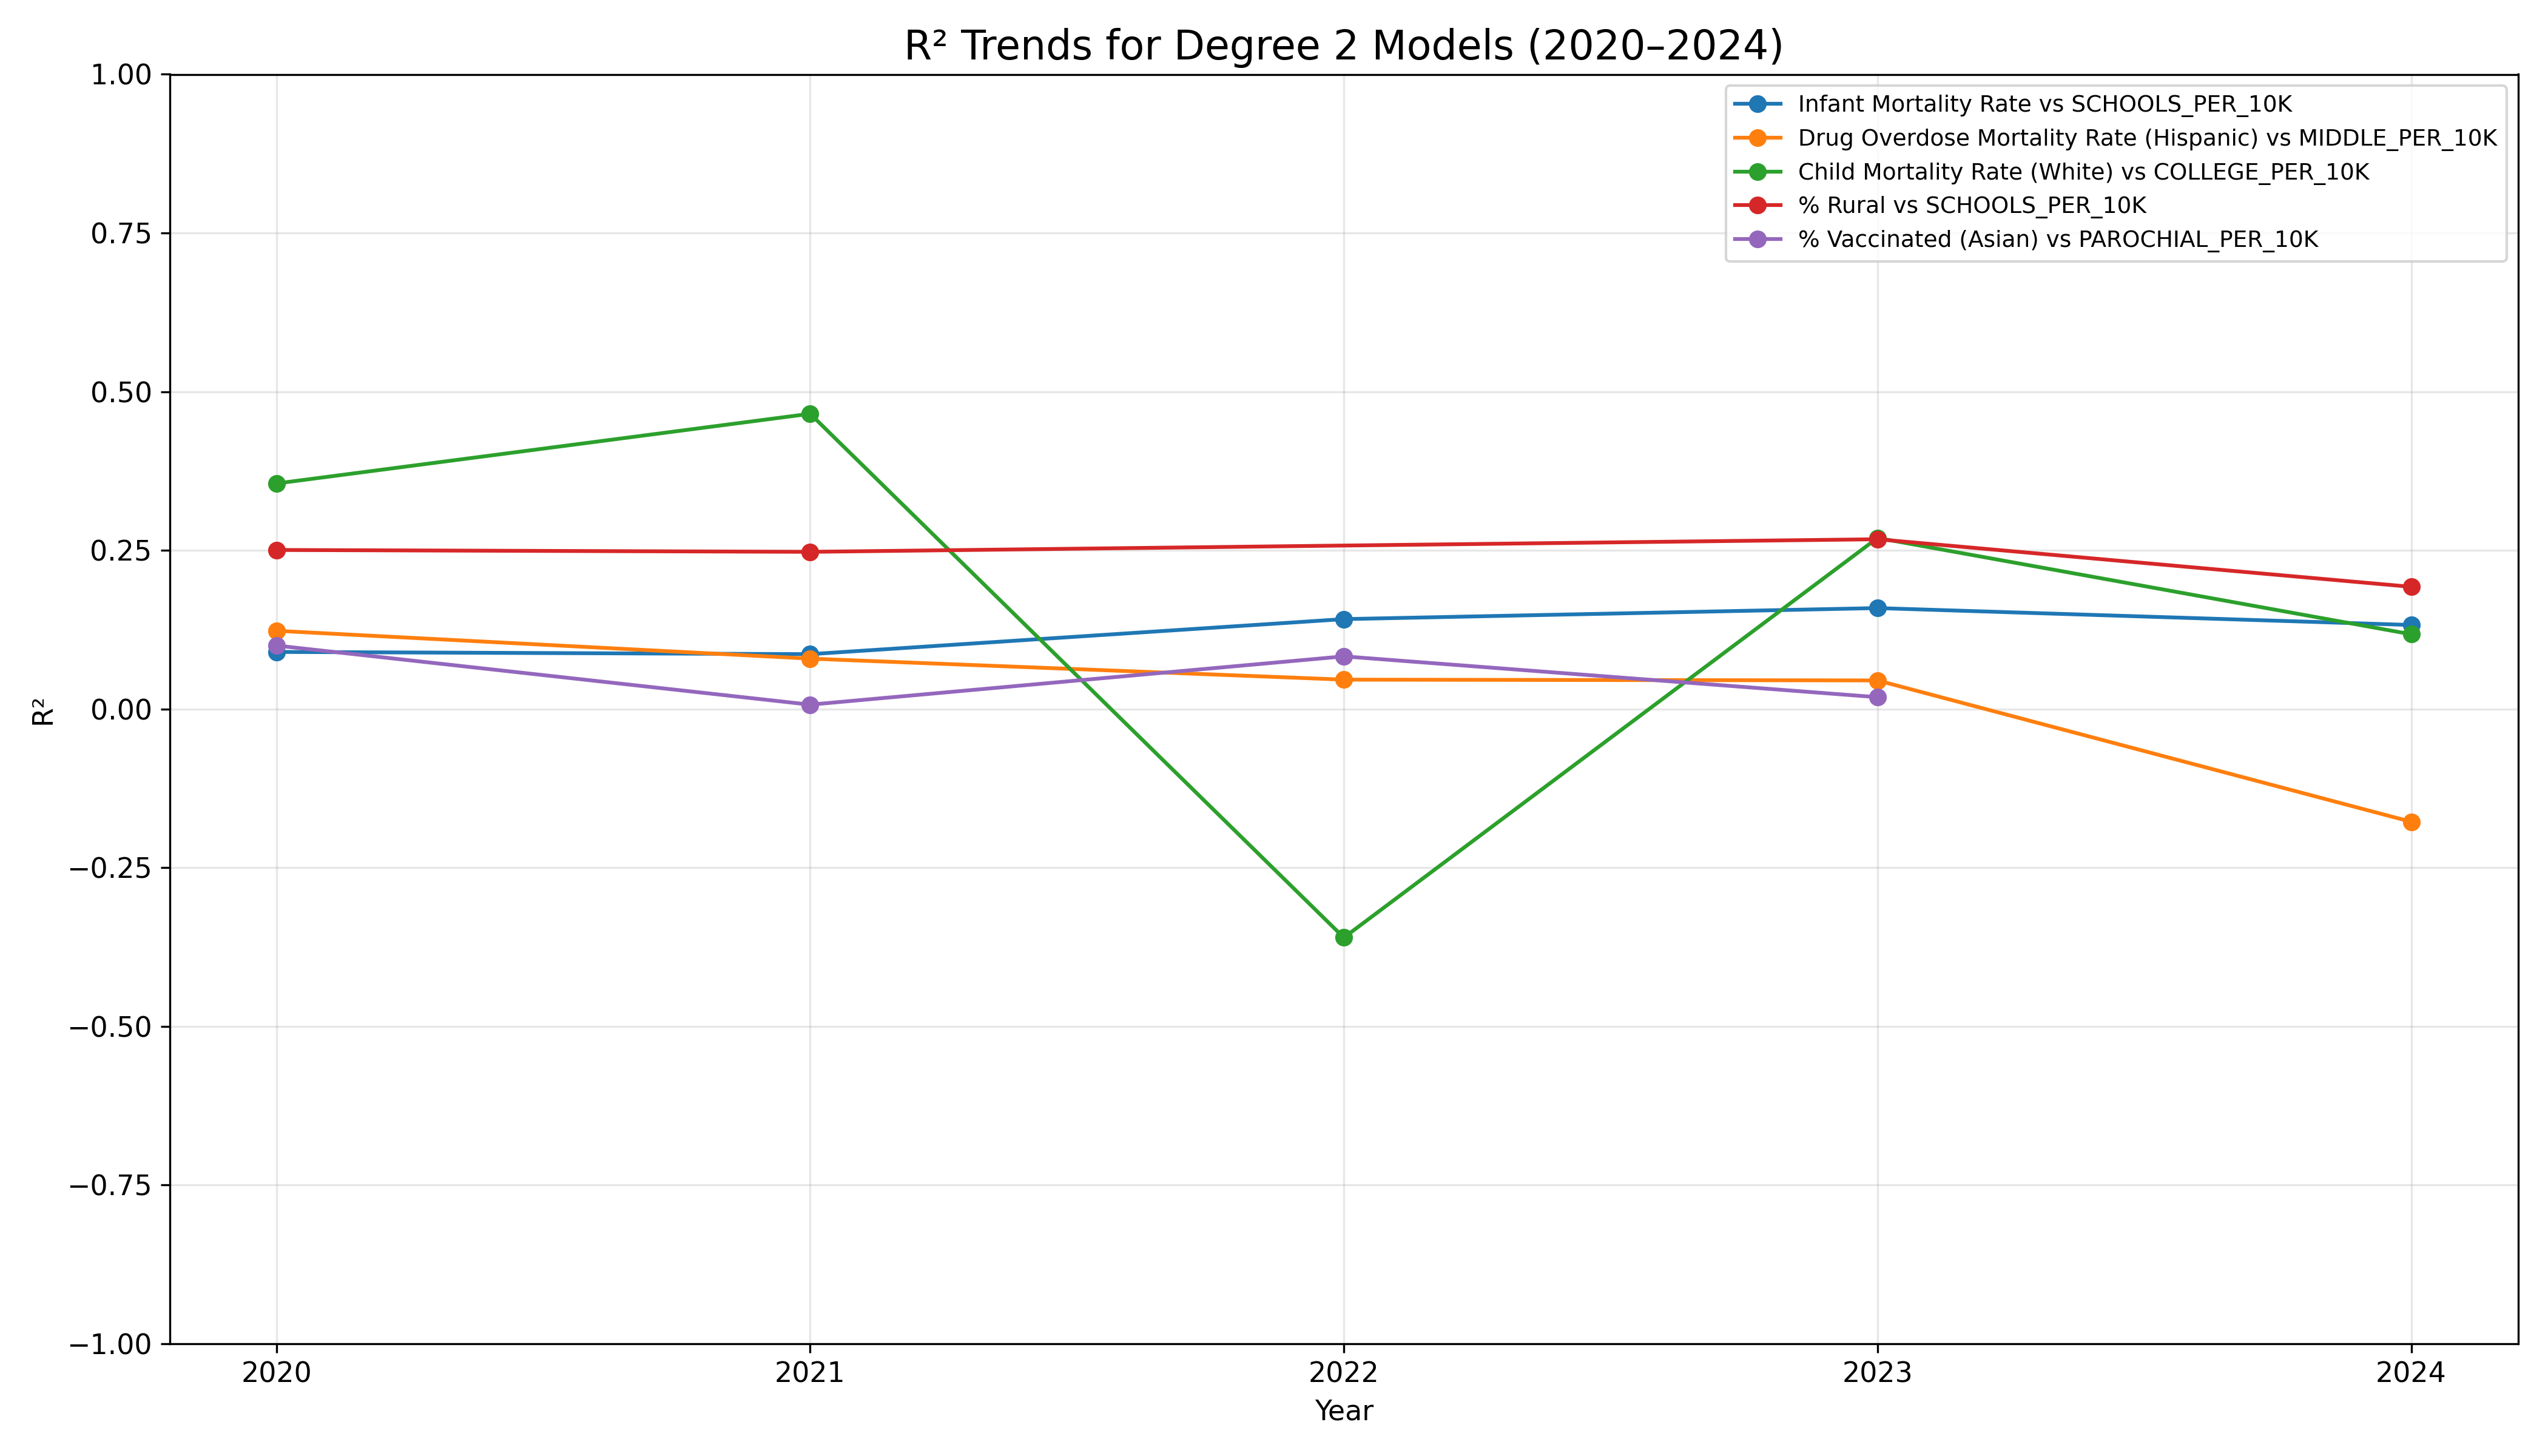 R² Trends for Degree 2 Models (2020–2024)
Infant Mortality Rate vs SCHOOLS_PER_10K
Drug Overdose Mortality Rate (Hispanic) vs MIDDLE_PER_10K
Child Mortality Rate (White) vs COLLEGE_PER_10K
% Rural vs SCHOOLS_PER_10K
% Vaccinated (Asian) vs PAROCHIAL_PER_10K
1.00
0.75
0.50
0.25
0.00
−0.25
−0.50
−0.75
−1.00
R²
2020
2021
2022
2023
2024
Year